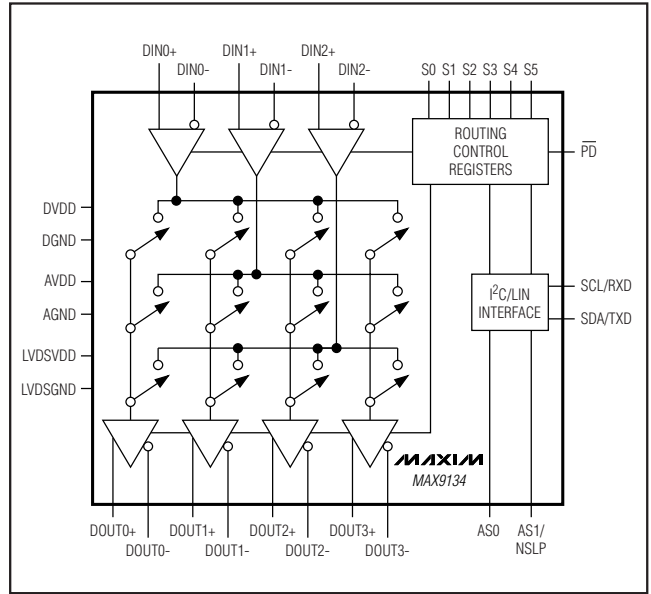 DIN0+ DIN1+ DIN2+
DIN0- DIN1- DIN2- S0 S1 S2 S3 S4 S5
ROUTING
CONTROL
REGISTERS
PD
DVDD
DGND
AVDD
AGND
LVDSVDD
LVDSGND
I²C/LIN
INTERFACE
SCL/RXD
SDA/TXD
MAXIM
MAX9134
DOUT0+ DOUT1+ DOUT2+ DOUT3+ AS0 AS1/
DOUT0- DOUT1- DOUT2- DOUT3- NSLP